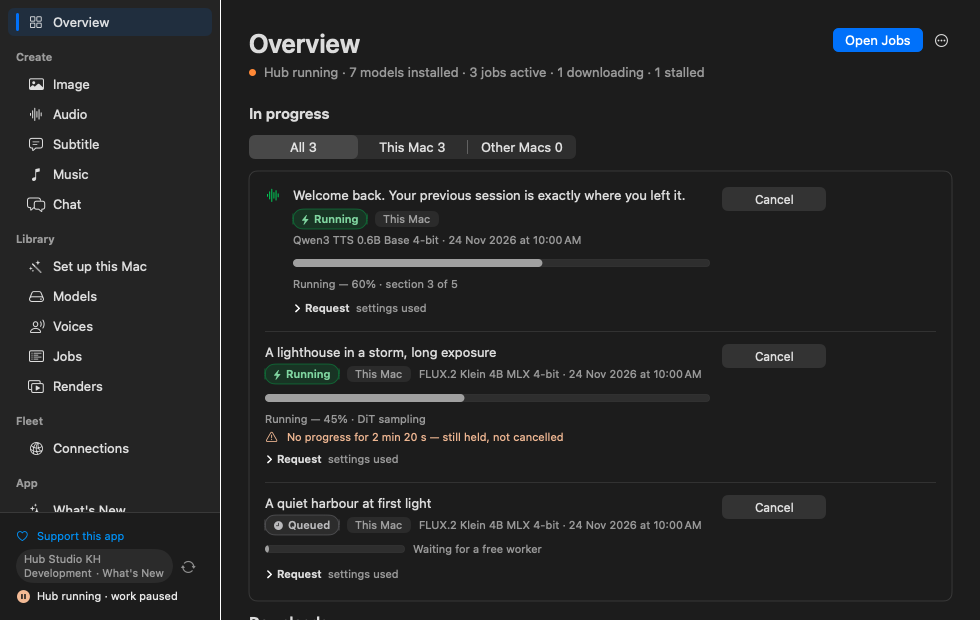 Overview
Create
Image
Audio
Subtitle
Music
Chat
Library
Set up this Mac
Models
Voices
Jobs
Renders
Fleet
Connections
App
What's New
Support this app
Hub Studio KH
Development · What's New
Hub running · work paused
Overview
Open Jobs
Hub running · 7 models installed · 3 jobs active · 1 downloading · 1 stalled
In progress
All 3
This Mac 3
Other Macs 0
Welcome back. Your previous session is exactly where you left it.
Cancel
Running This Mac
Qwen3 TTS 0.6B Base 4-bit · 24 Nov 2026 at 10:00 AM
Running — 60% · section 3 of 5
Request settings used
A lighthouse in a storm, long exposure
Cancel
Running This Mac FLUX.2 Klein 4B MLX 4-bit · 24 Nov 2026 at 10:00 AM
Running — 45% · DiT sampling
No progress for 2 min 20 s — still held, not cancelled
Request settings used
A quiet harbour at first light
Cancel
Queued This Mac FLUX.2 Klein 4B MLX 4-bit · 24 Nov 2026 at 10:00 AM
Waiting for a free worker
Request settings used